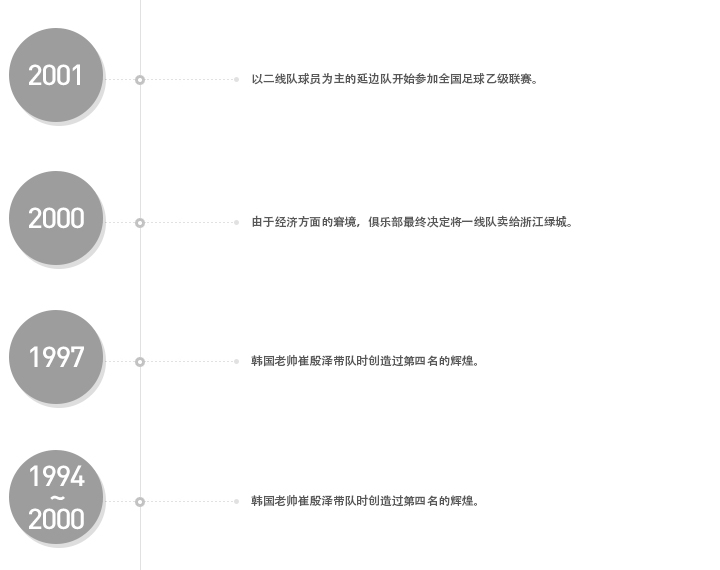 2001
以二线队球员为主的延边队开始参加全国足球乙级联赛。
2000
由于经济方面的窘境，俱乐部最终决定将一线队卖给浙江绿城。
1997
韩国老帅崔殷泽带队时创造过第四名的辉煌。
1994
~
2000
韩国老帅崔殷泽带队时创造过第四名的辉煌。